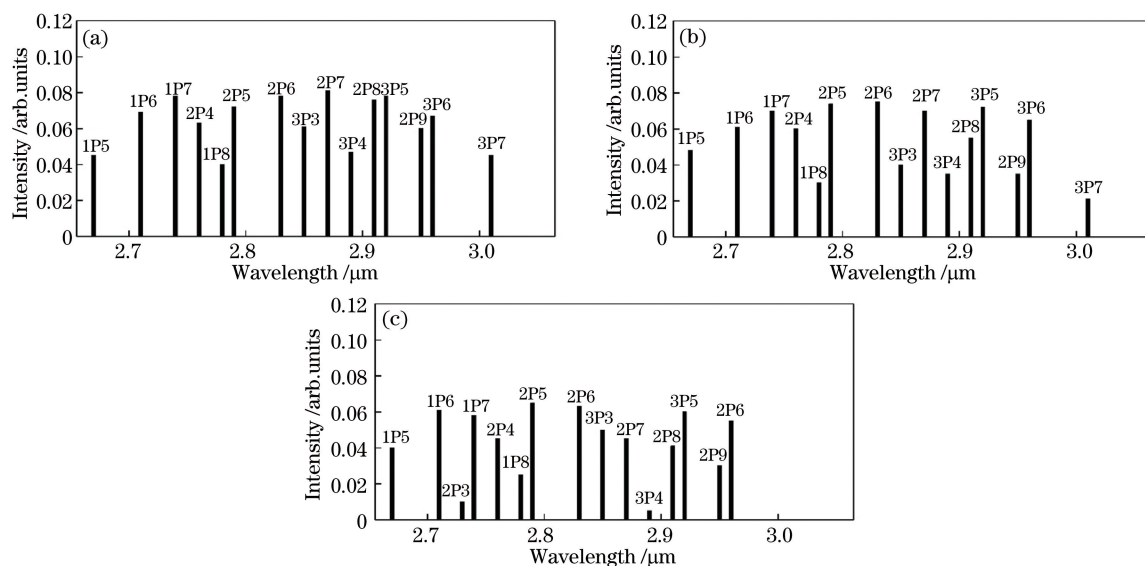 (a)
Intensity /arb.units
0.12
0.10
0.08
0.06
0.04
0.02
0
1P5
1P6
1P7
2P4
1P8
2P5
2P6
3P3
2P7
3P4
2P8
3P5
2P9
3P6
3P7
2.7 2.8 2.9 3.0
Wavelength /μm
(b)
Intensity /arb.units
0.12
0.10
0.08
0.06
0.04
0.02
0
1P5
1P6
1P7
2P4
1P8
2P5
2P6
3P3
2P7
3P4
2P8
3P5
2P9
3P6
3P7
2.7 2.8 2.9 3.0
Wavelength /μm
(c)
Intensity /arb.units
0.12
0.10
0.08
0.06
0.04
0.02
0
1P5
1P6
2P3
1P7
2P4
1P8
2P5
2P6
3P3
2P7
3P4
2P8
3P5
2P9
2P6
2.7 2.8 2.9 3.0
Wavelength /μm